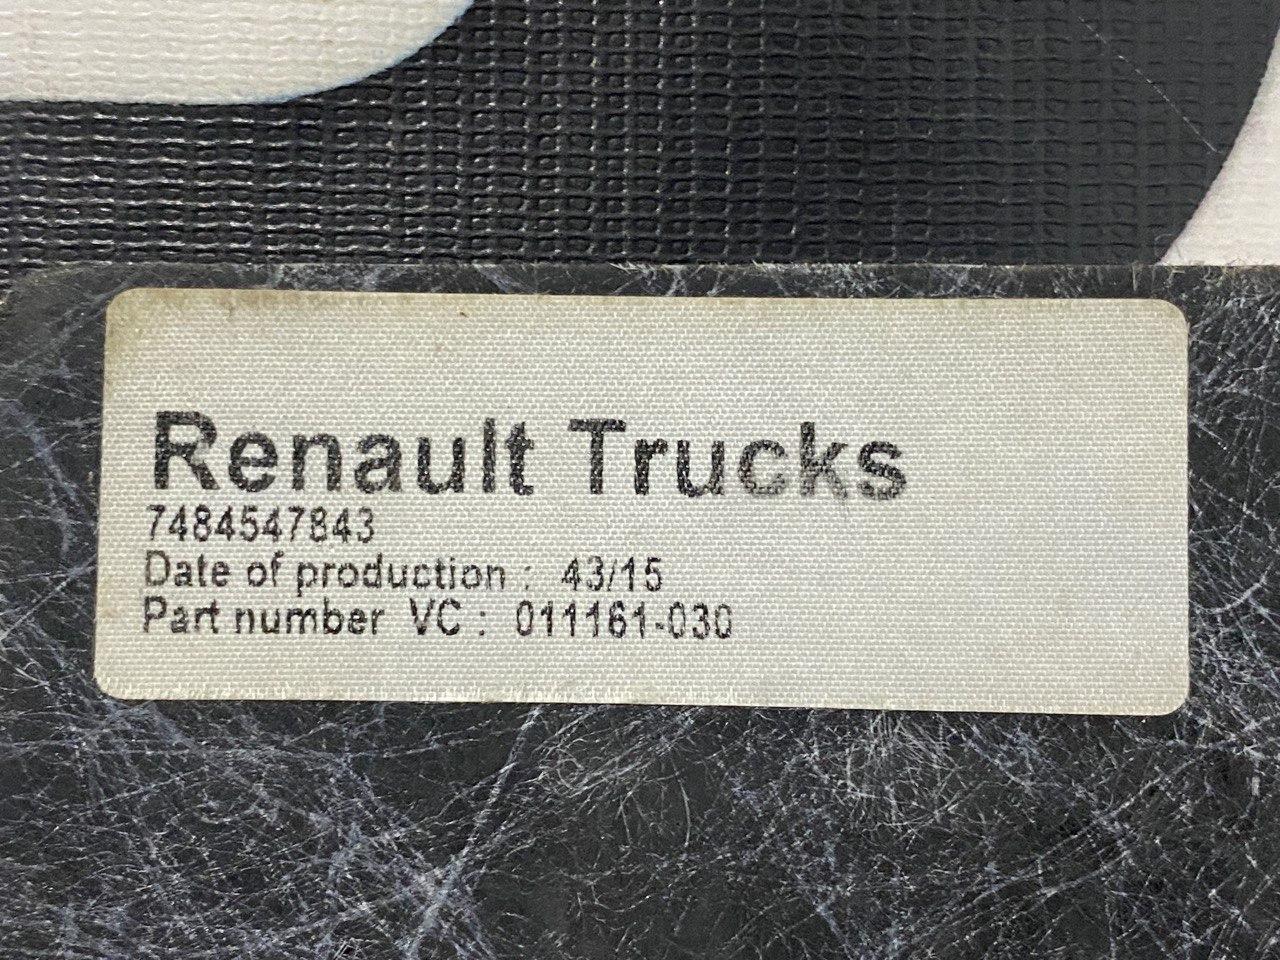 Renault Trucks
7484547843
Date of production : 43/15
Part number VC : 011161-030